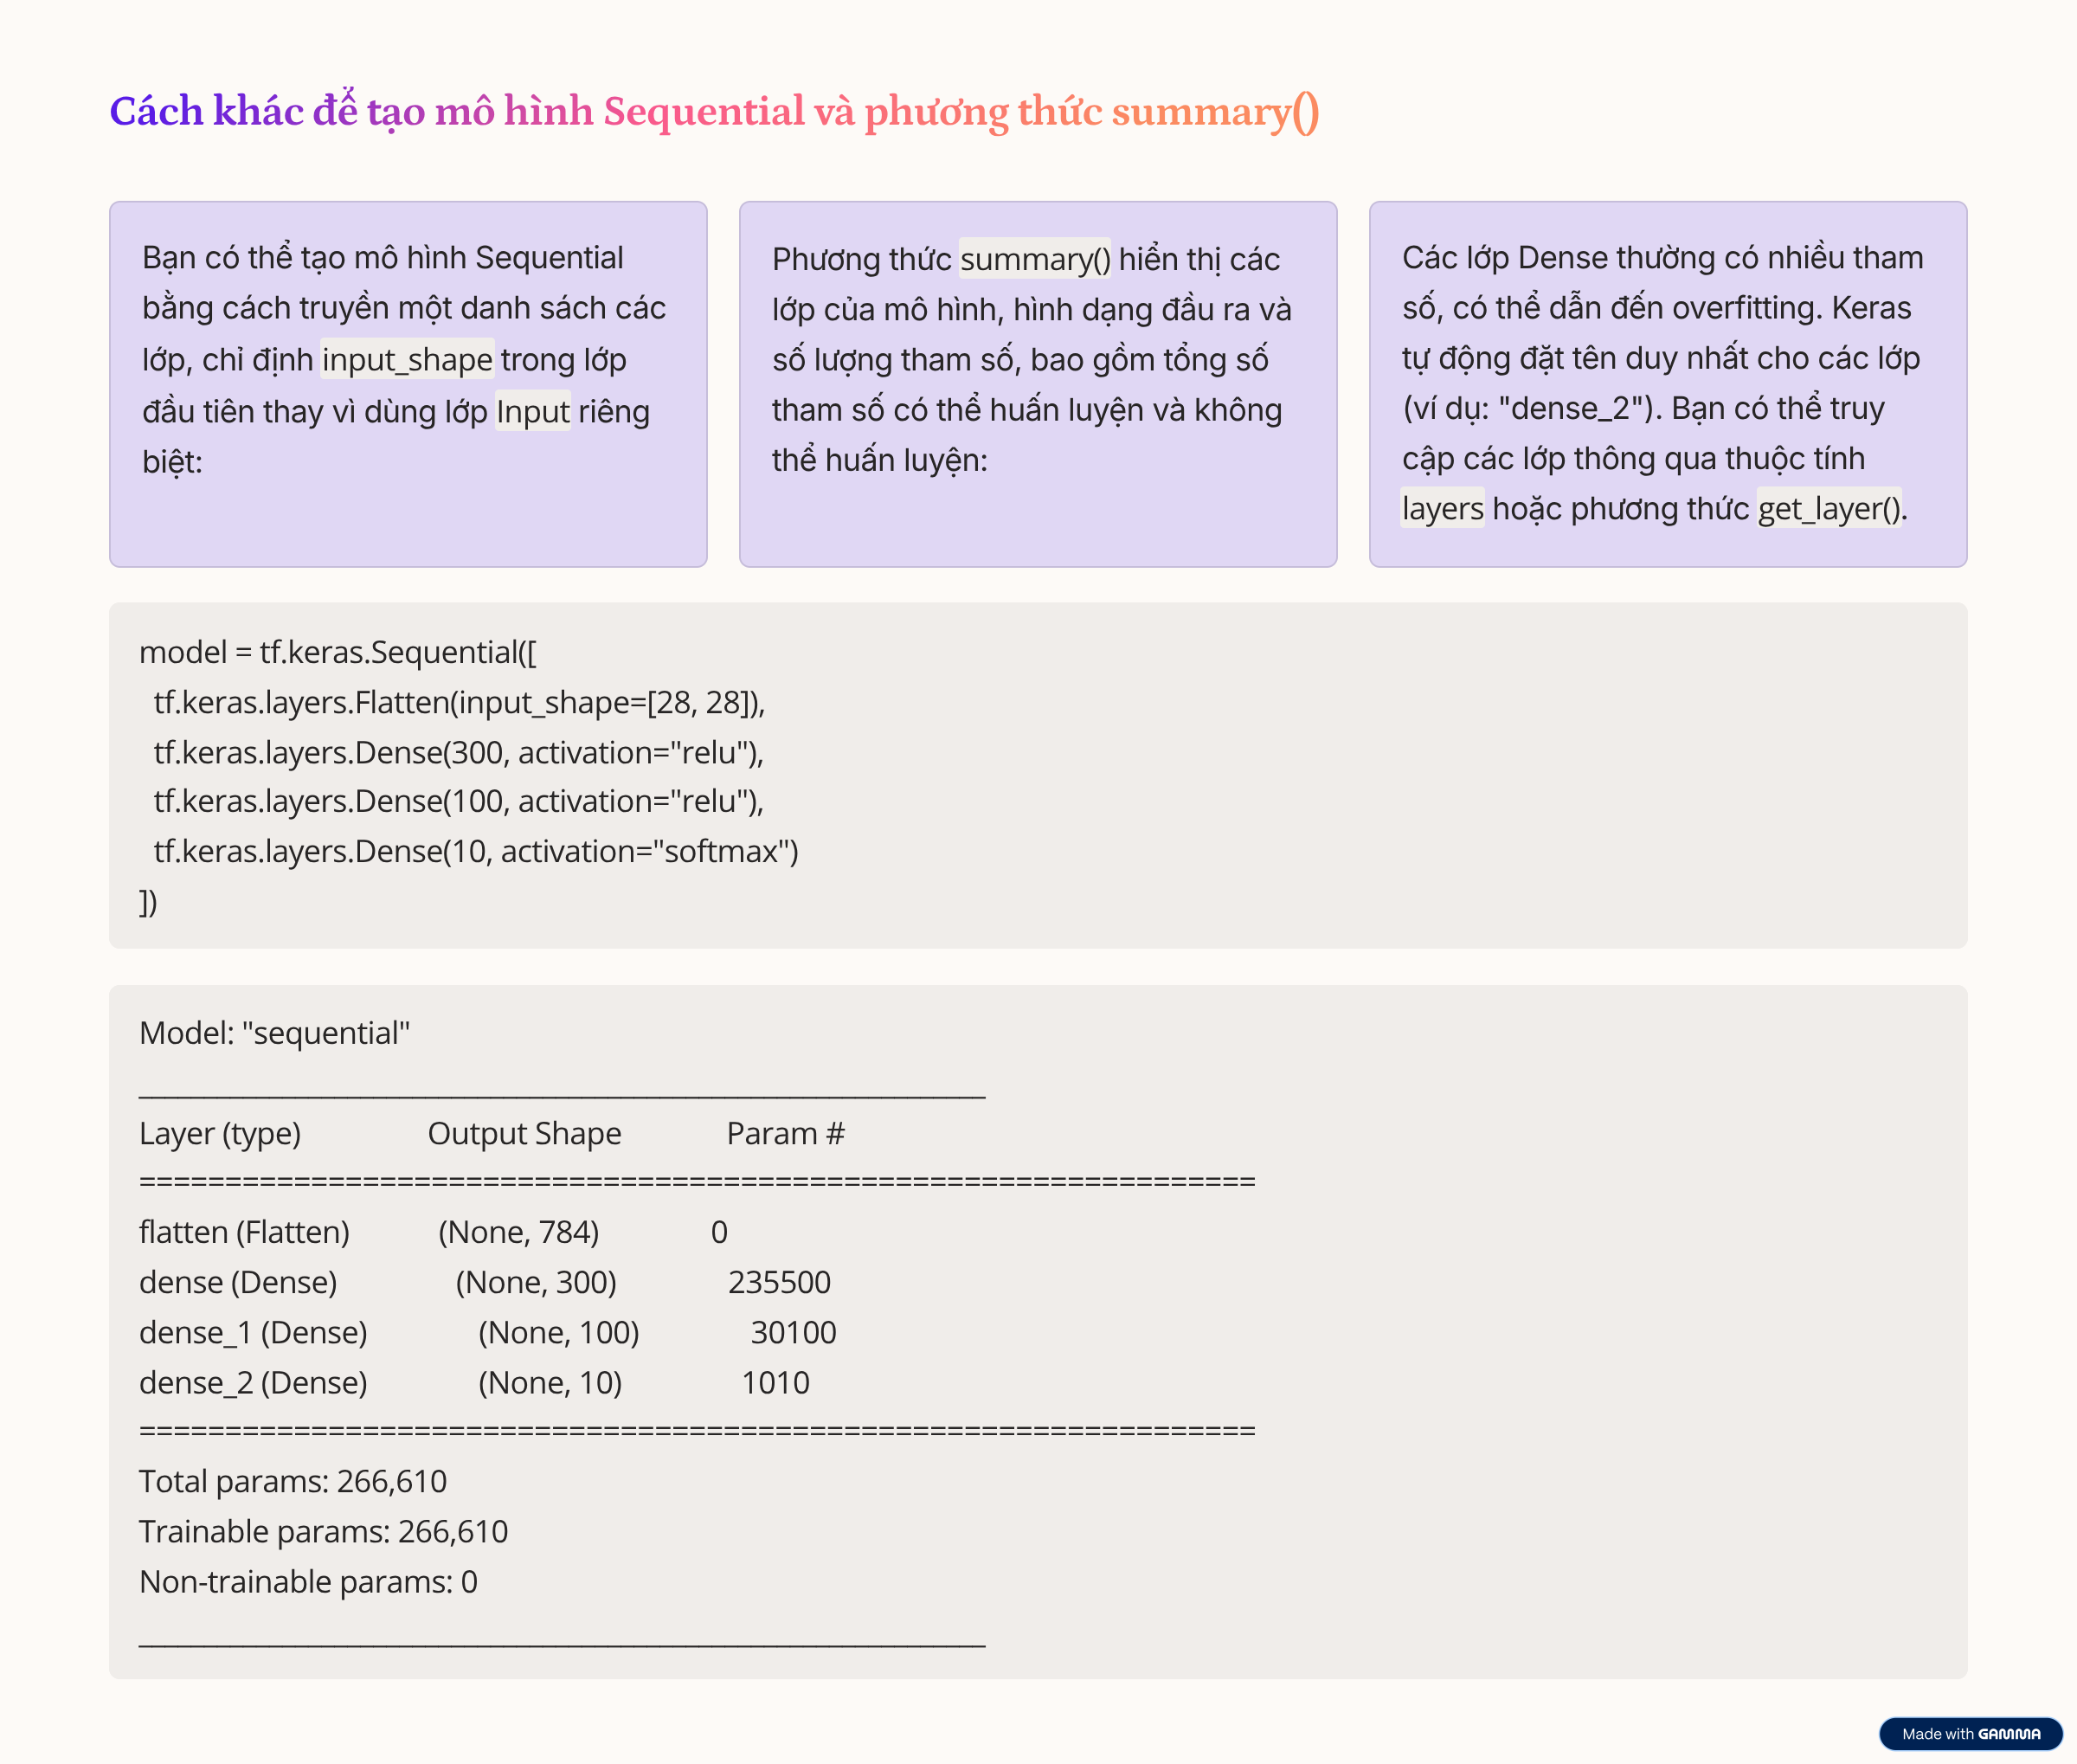 Cách khác để tạo mô hình Sequential và phương thức summary()
Bạn có thể tạo mô hình Sequential
bằng cách truyền một danh sách các
lớp, chỉ định input_shape trong lớp
đầu tiên thay vì dùng lớp Input riêng
biệt:
Phương thức summary() hiển thị các
lớp của mô hình, hình dạng đầu ra và
số lượng tham số, bao gồm tổng số
tham số có thể huấn luyện và không
thể huấn luyện:
Các lớp Dense thường có nhiều tham
số, có thể dẫn đến overfitting. Keras
tự động đặt tên duy nhất cho các lớp
(ví dụ: "dense_2"). Bạn có thể truy
cập các lớp thông qua thuộc tính
layers hoặc phương thức get_layer().
model = tf.keras.Sequential([
  tf.keras.layers.Flatten(input_shape=[28, 28]),
  tf.keras.layers.Dense(300, activation="relu"),
  tf.keras.layers.Dense(100, activation="relu"),
  tf.keras.layers.Dense(10, activation="softmax")
])
Model: "sequential"
_________________________________________________________________
Layer (type)                 Output Shape              Param #
=================================================================
flatten (Flatten)            (None, 784)               0
dense (Dense)                (None, 300)               235500
dense_1 (Dense)              (None, 100)               30100
dense_2 (Dense)              (None, 10)                1010
=================================================================
Total params: 266,610
Trainable params: 266,610
Non-trainable params: 0
_________________________________________________________________
Made with GAMMA